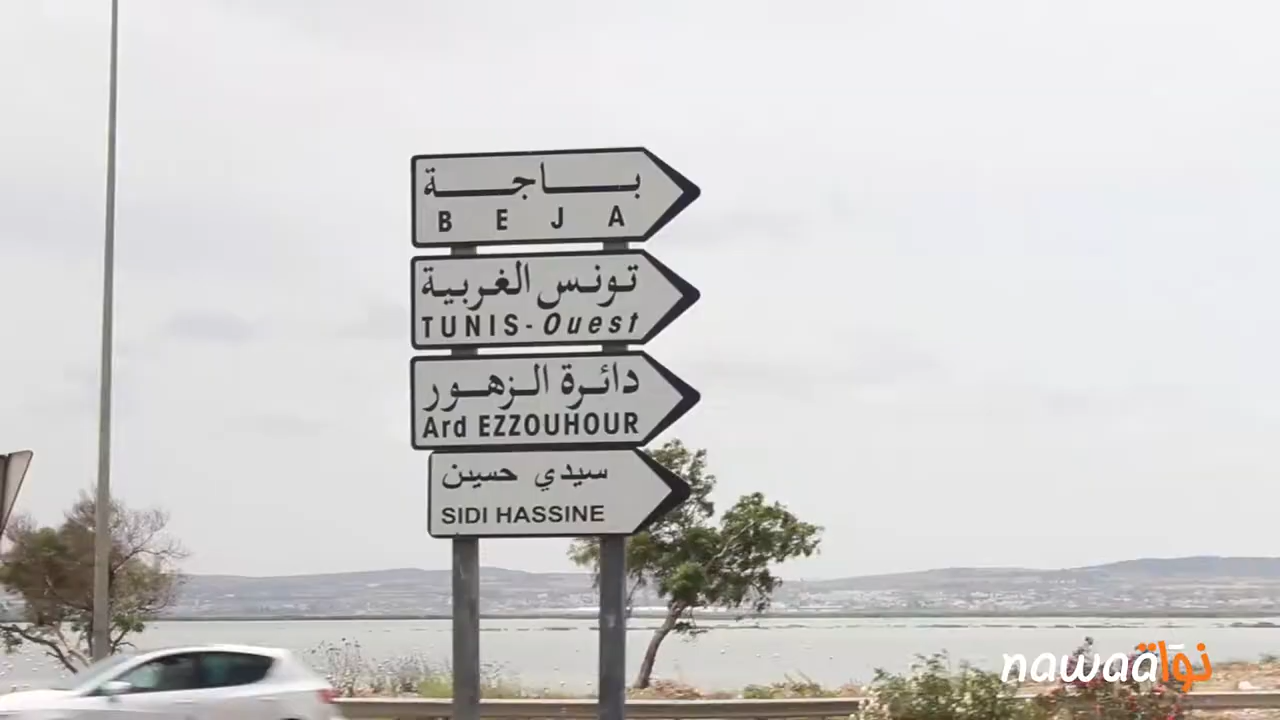 باجة
BEJA
تونس الغربية
TUNIS-Ouest
دائرة الزهور
Ard EZZOUHOUR
سيدي حسين
SIDI HASSINE
nawaat نواة